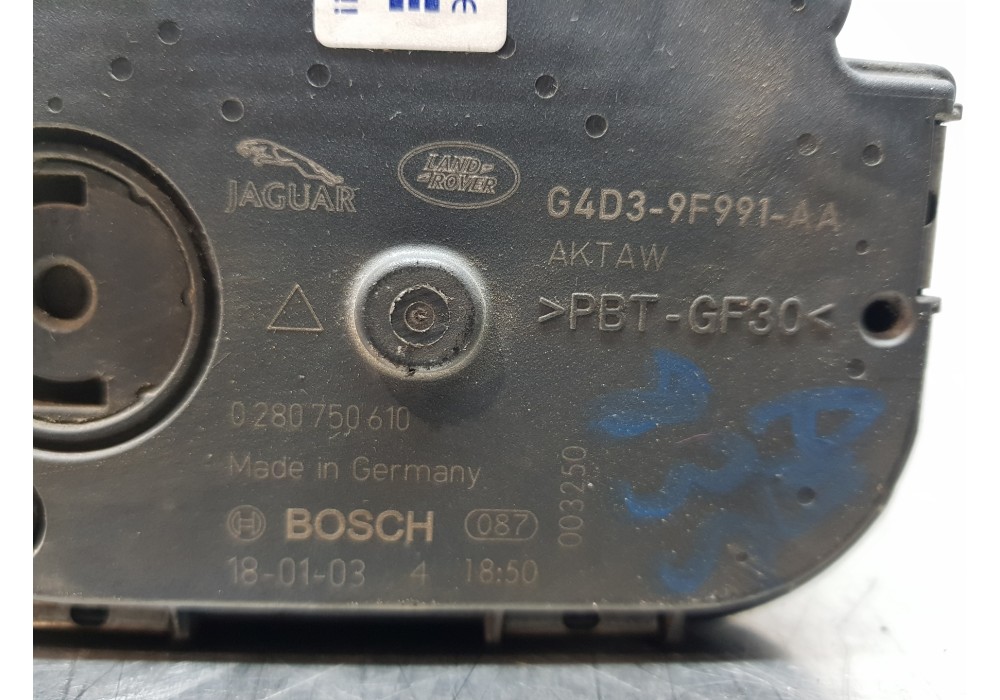 JAGUAR
LAND ROVER
G4D3-9F991-AA
AKTAW
>PBT-GF30<
0 280 750 610
Made in Germany
BOSCH 087
003250
18-01-03 4 18:50